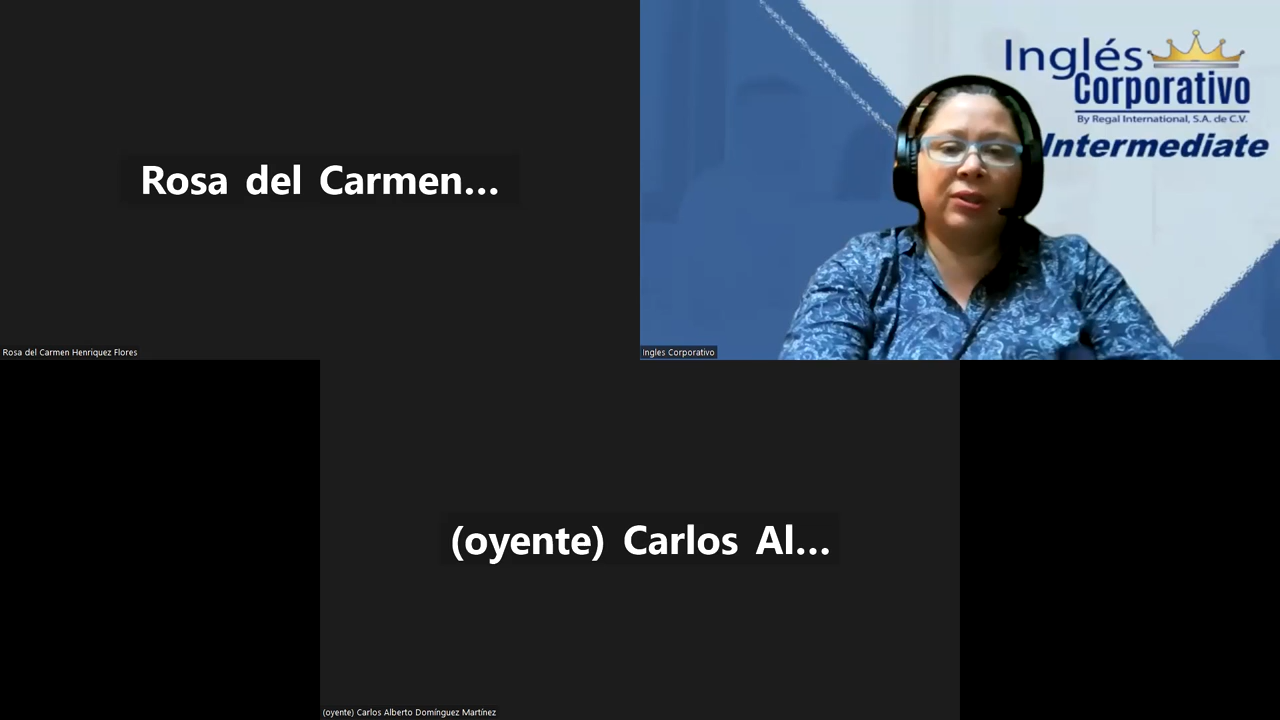 Rosa del Carmen...
Rosa del Carmen Henriquez Flores
Inglés
Corporativo
By Regal International, S.A. de C.V.
Intermediate
Ingles Corporativo
(oyente) Carlos Al...
(oyente) Carlos Alberto Domínguez Martínez